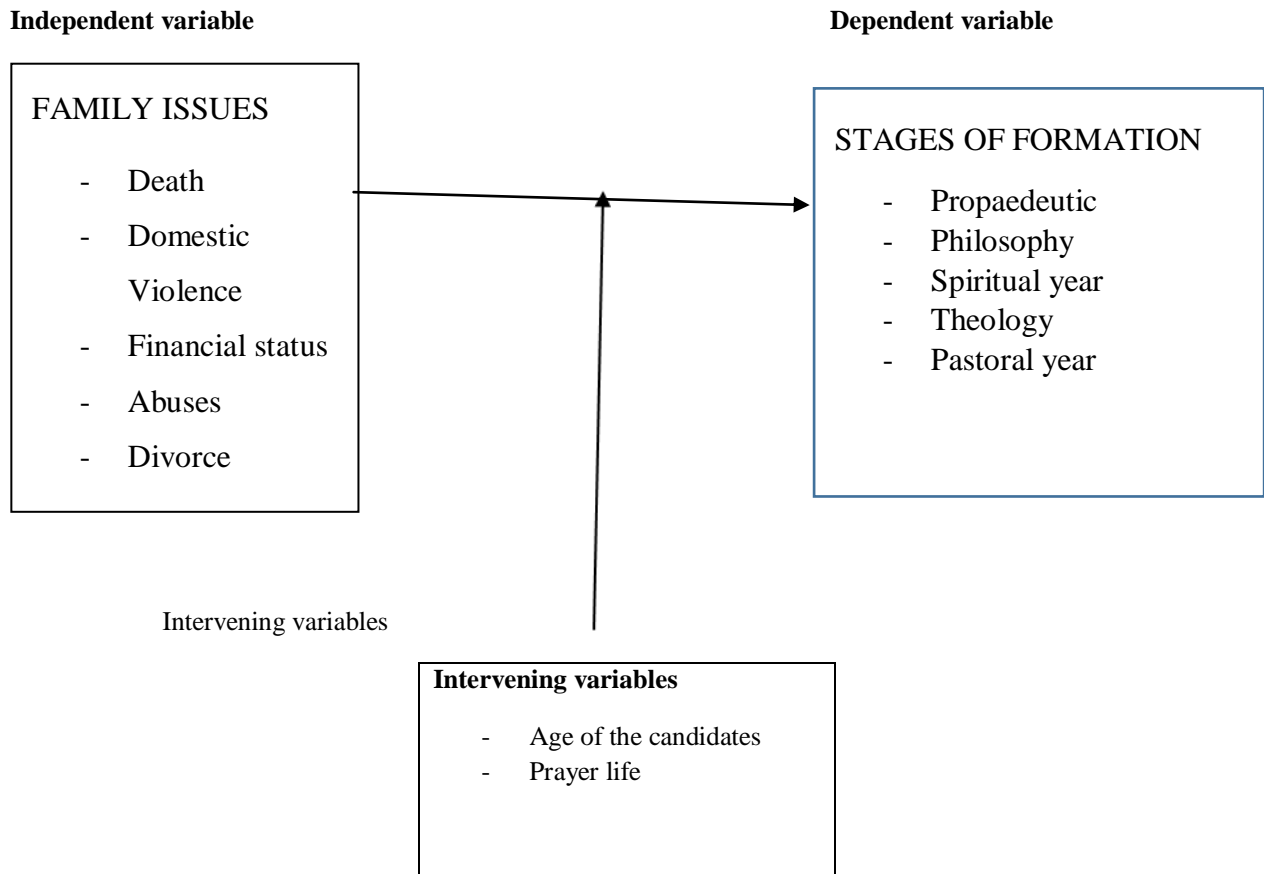 Independent variable
Dependent variable
FAMILY ISSUES
- Death
- Domestic
Violence
- Financial status
- Abuses
- Divorce
STAGES OF FORMATION
- Propaedeutic
- Philosophy
- Spiritual year
- Theology
- Pastoral year
Intervening variables
Intervening variables
- Age of the candidates
- Prayer life